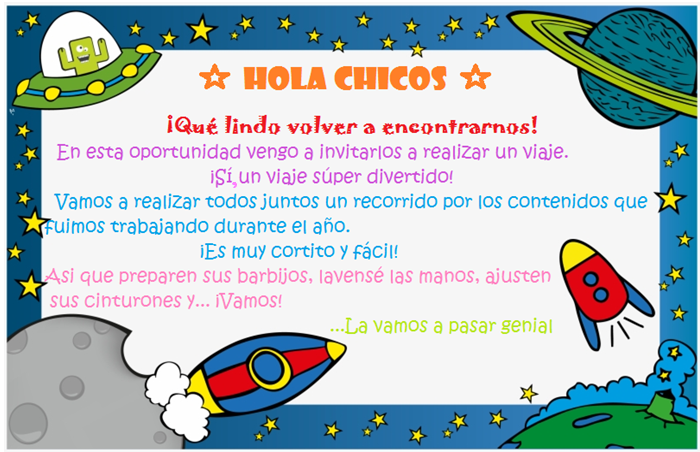 ☆ HOLA CHICOS ☆
¡Qué lindo volver a encontrarnos!
En esta oportunidad vengo a invitarlos a realizar un viaje.
¡Sí, un viaje súper divertido!
Vamos a realizar todos juntos un recorrido por los contenidos que
fuimos trabajando durante el año.
¡Es muy cortito y fácil!
Asi que preparen sus barbijos, lavensé las manos, ajusten
sus cinturones y... ¡Vamos!
...La vamos a pasar genial